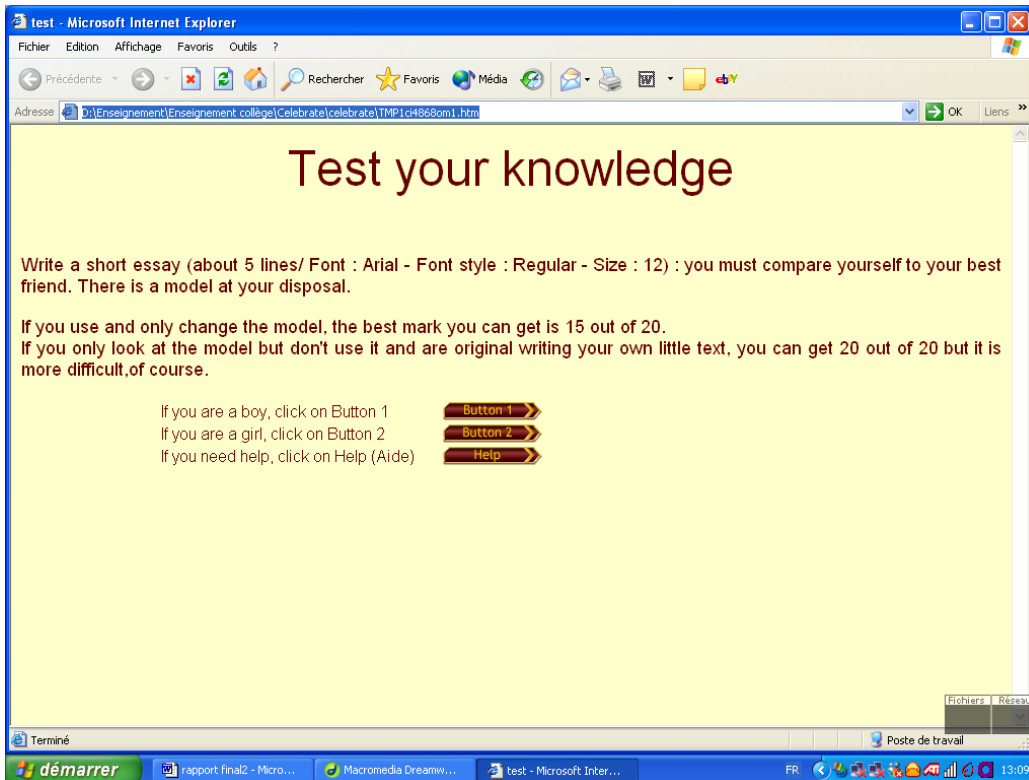 test - Microsoft Internet Explorer
Fichier Edition Affichage Favoris Outils ?
Précédente Rechercher Favoris Média ebY
Adresse D:\Enseignement\Enseignement collège\Celebrate\celebrate\TMP1ci4868om1.htm OK Liens »
Test your knowledge
Write a short essay (about 5 lines/ Font : Arial - Font style : Regular - Size : 12) : you must compare yourself to your best
friend. There is a model at your disposal.
If you use and only change the model, the best mark you can get is 15 out of 20.
If you only look at the model but don't use it and are original writing your own little text, you can get 20 out of 20 but it is
more difficult,of course.
If you are a boy, click on Button 1 Button 1
If you are a girl, click on Button 2 Button 2
If you need help, click on Help (Aide) Help
Fichiers Réseau
Terminé Poste de travail
démarrer rapport final2 - Micro... Macromedia Dreamw... test - Microsoft Inter... FR 13:09